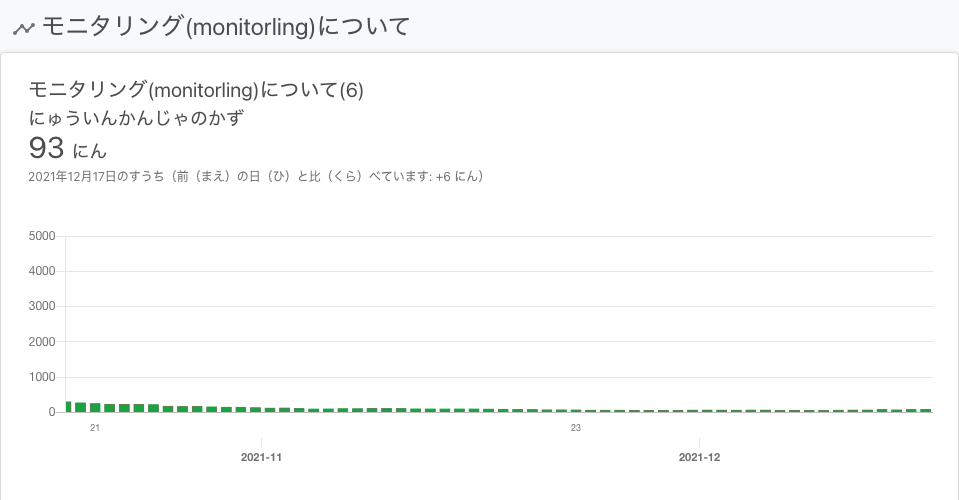 モニタリング(monitorling)について
モニタリング(monitorling)について(6)
にゅういんかんじゃのかず
93 にん
2021年12月17日のすうち（前（まえ）の日（ひ）と比（くら）べています: +6 にん）
5000
4000
3000
2000
1000
0
21
23
2021-11
2021-12